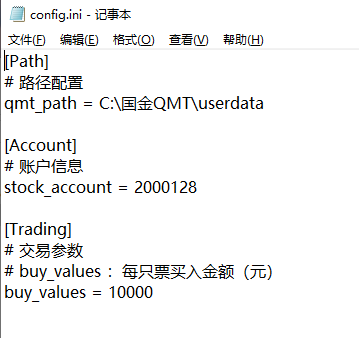 config.ini - 记事本
文件(F) 编辑(E) 格式(O) 查看(V) 帮助(H)
[Path]
# 路径配置
qmt_path = C:\国金QMT\userdata
[Account]
# 账户信息
stock_account = 2000128
[Trading]
# 交易参数
# buy_values ：每只票买入金额（元）
buy_values = 10000